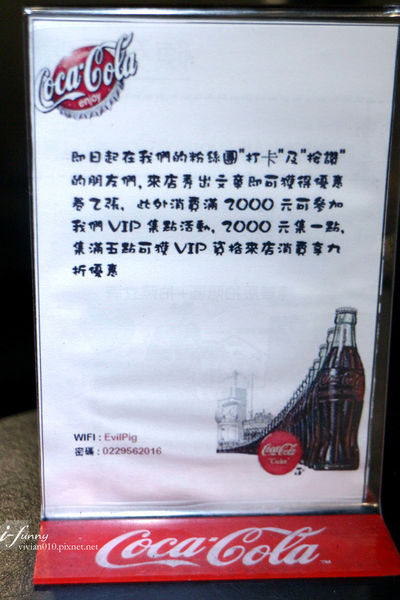 Coca-Cola
enjoy
即日起在我們的粉絲團"打卡"及"按讚"
的朋友們，來店秀出文章即可獲得優惠
卷乙張，此外消費滿 2000 元可參加
我們 VIP 集點活動，2000 元集一點，
集滿五點可獲 VIP 資格來店消費享九
折優惠
WIFI : EvilPig
密碼 : 0229562016
Coca-Cola
"Coke"
Coca-Cola
i-funny
vivian010.pixnet.net